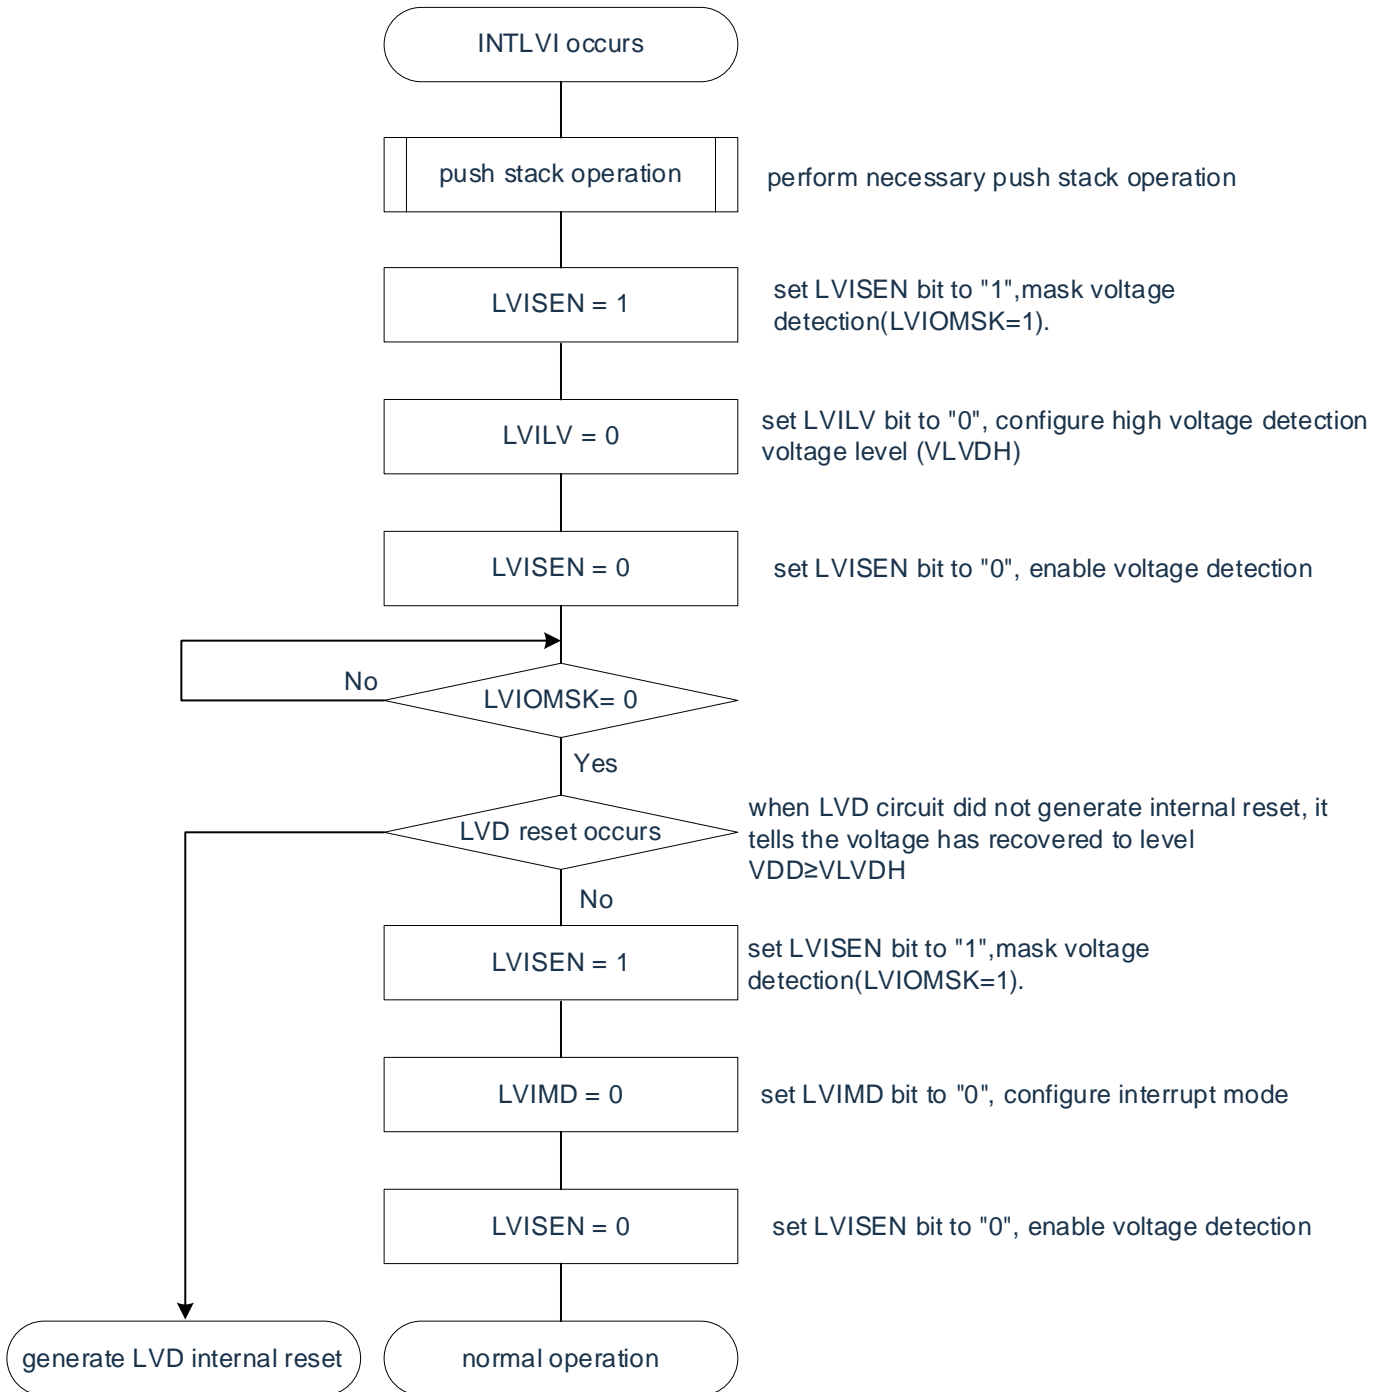 INTLVI occurs
push stack operation
perform necessary push stack operation
LVISEN = 1
set LVISEN bit to "1",mask voltage
detection(LVIOMSK=1).
LVILV = 0
set LVILV bit to "0", configure high voltage detection
voltage level (VLVDH)
LVISEN = 0
set LVISEN bit to "0", enable voltage detection
No
LVIOMSK= 0
Yes
LVD reset occurs
when LVD circuit did not generate internal reset, it
tells the voltage has recovered to level
VDD≥VLVDH
No
LVISEN = 1
set LVISEN bit to "1",mask voltage
detection(LVIOMSK=1).
LVIMD = 0
set LVIMD bit to "0", configure interrupt mode
LVISEN = 0
set LVISEN bit to "0", enable voltage detection
generate LVD internal reset
normal operation